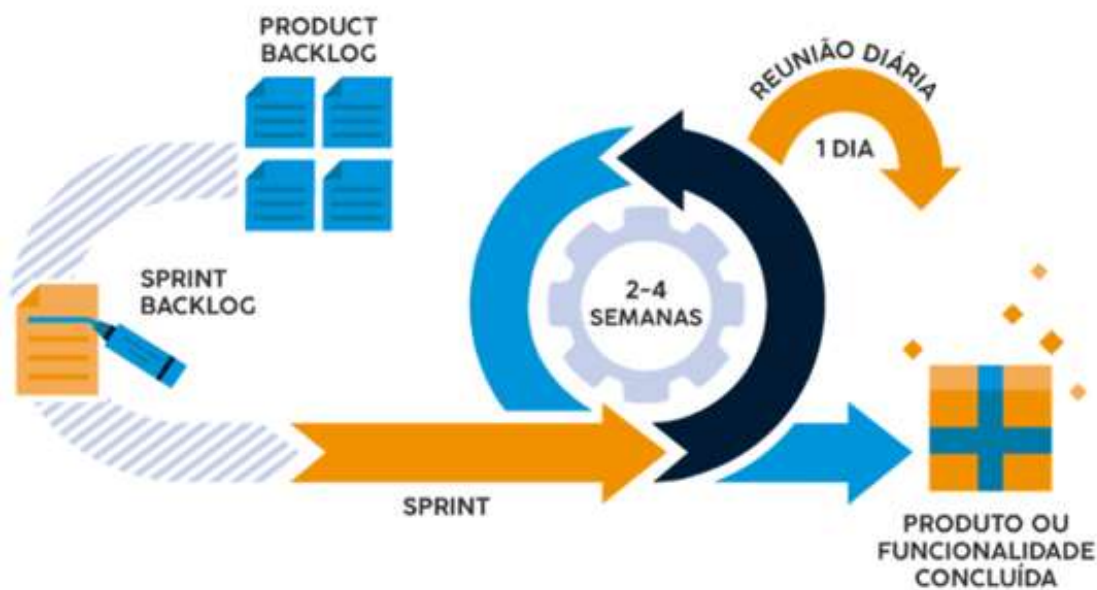 PRODUCT
BACKLOG
REUNIÃO DIÁRIA
1 DIA
SPRINT
BACKLOG
2-4
SEMANAS
SPRINT
PRODUTO OU
FUNCIONALIDADE
CONCLUÍDA